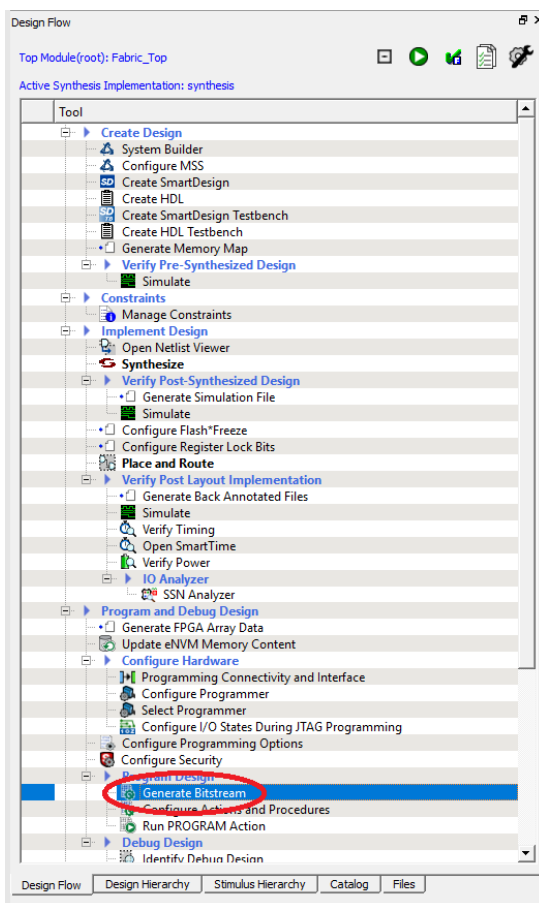 Design Flow
Top Module(root): Fabric_Top
Active Synthesis Implementation: synthesis
Tool
Create Design
System Builder
Configure MSS
SD Create SmartDesign
Create HDL
Create SmartDesign Testbench
Create HDL Testbench
Generate Memory Map
Verify Pre-Synthesized Design
Simulate
Constraints
Manage Constraints
Implement Design
Open Netlist Viewer
Synthesize
Verify Post-Synthesized Design
Generate Simulation File
Simulate
Configure Flash*Freeze
Configure Register Lock Bits
Place and Route
Verify Post Layout Implementation
Generate Back Annotated Files
Simulate
Verify Timing
Open SmartTime
Verify Power
IO Analyzer
SSN Analyzer
Program and Debug Design
Generate FPGA Array Data
Update eNVM Memory Content
Configure Hardware
Programming Connectivity and Interface
Configure Programmer
Select Programmer
Configure I/O States During JTAG Programming
Configure Programming Options
Configure Security
Program Design
Generate Bitstream
Configure Actions and Procedures
Run PROGRAM Action
Debug Design
Identify Debug Design
Design Flow Design Hierarchy Stimulus Hierarchy Catalog Files